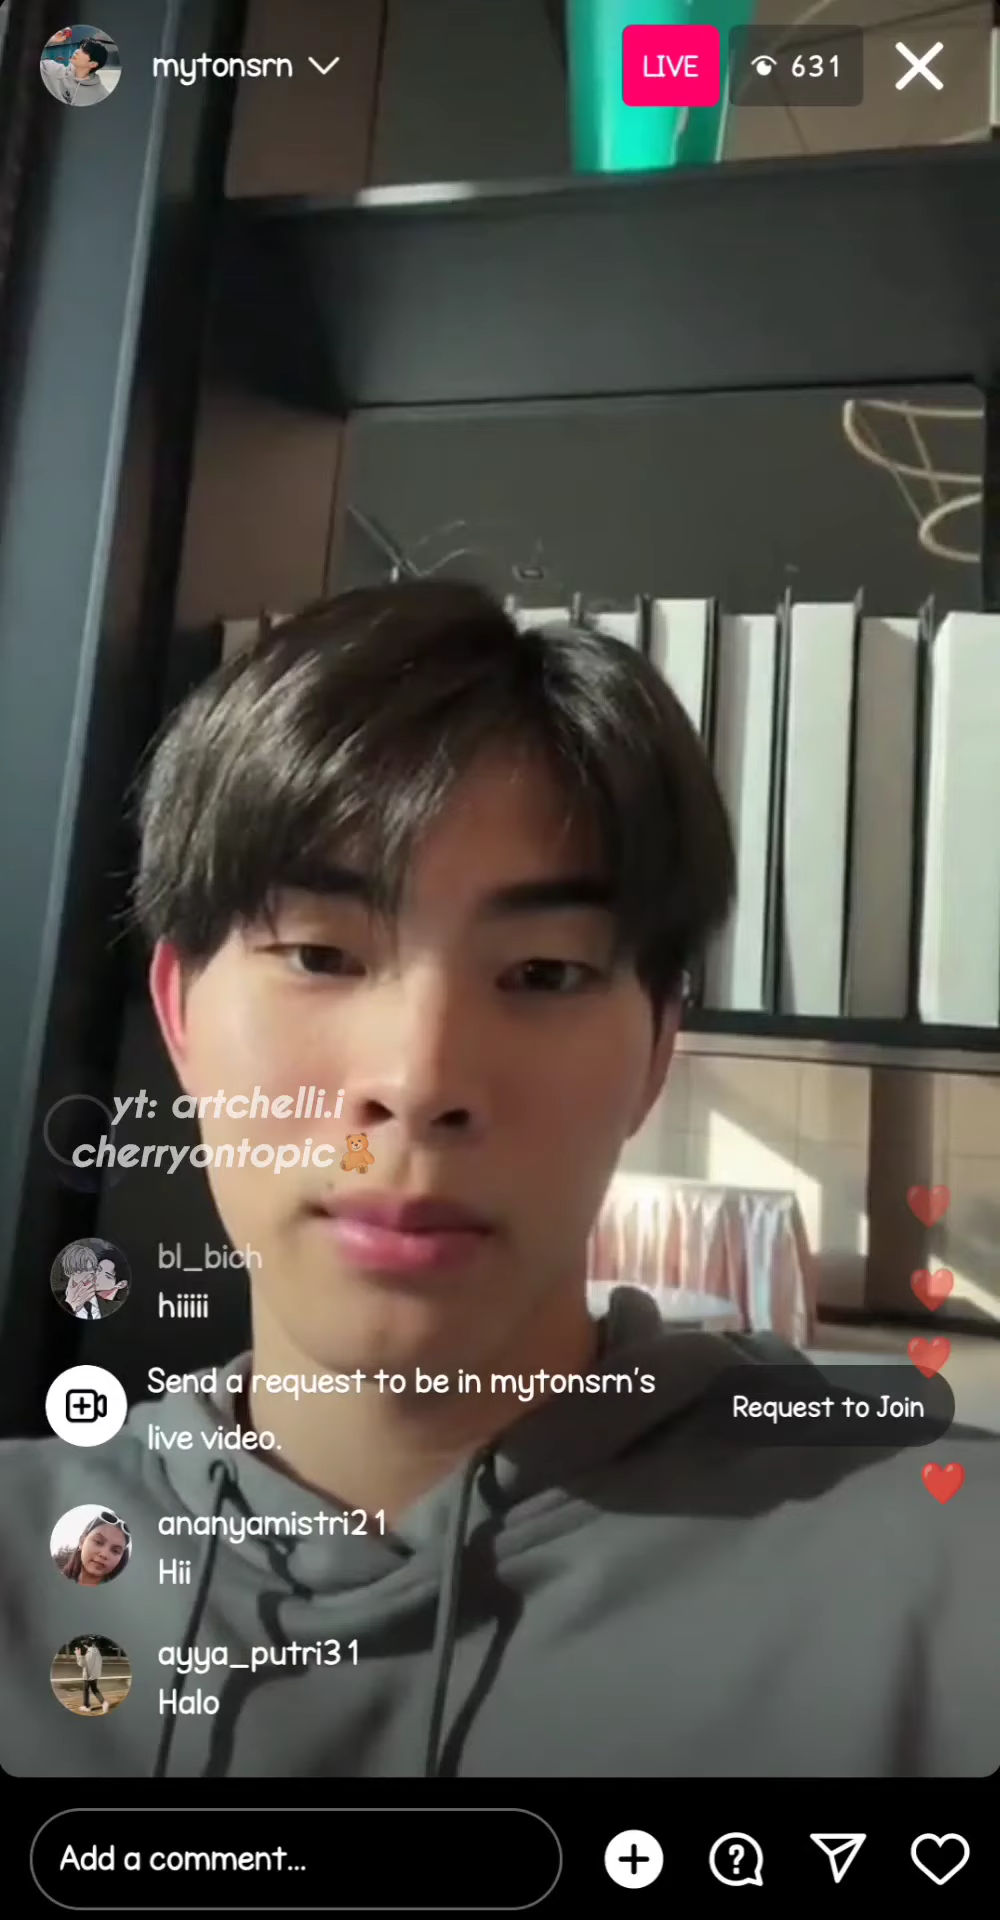 mytonsrn
LIVE
631
yt: artchelli.i
cherryontopic
bl_bich
hiiiii
Send a request to be in mytonsrn's
live video.
Request to Join
ananyamistri21
Hii
ayya_putri31
Halo
Add a comment...